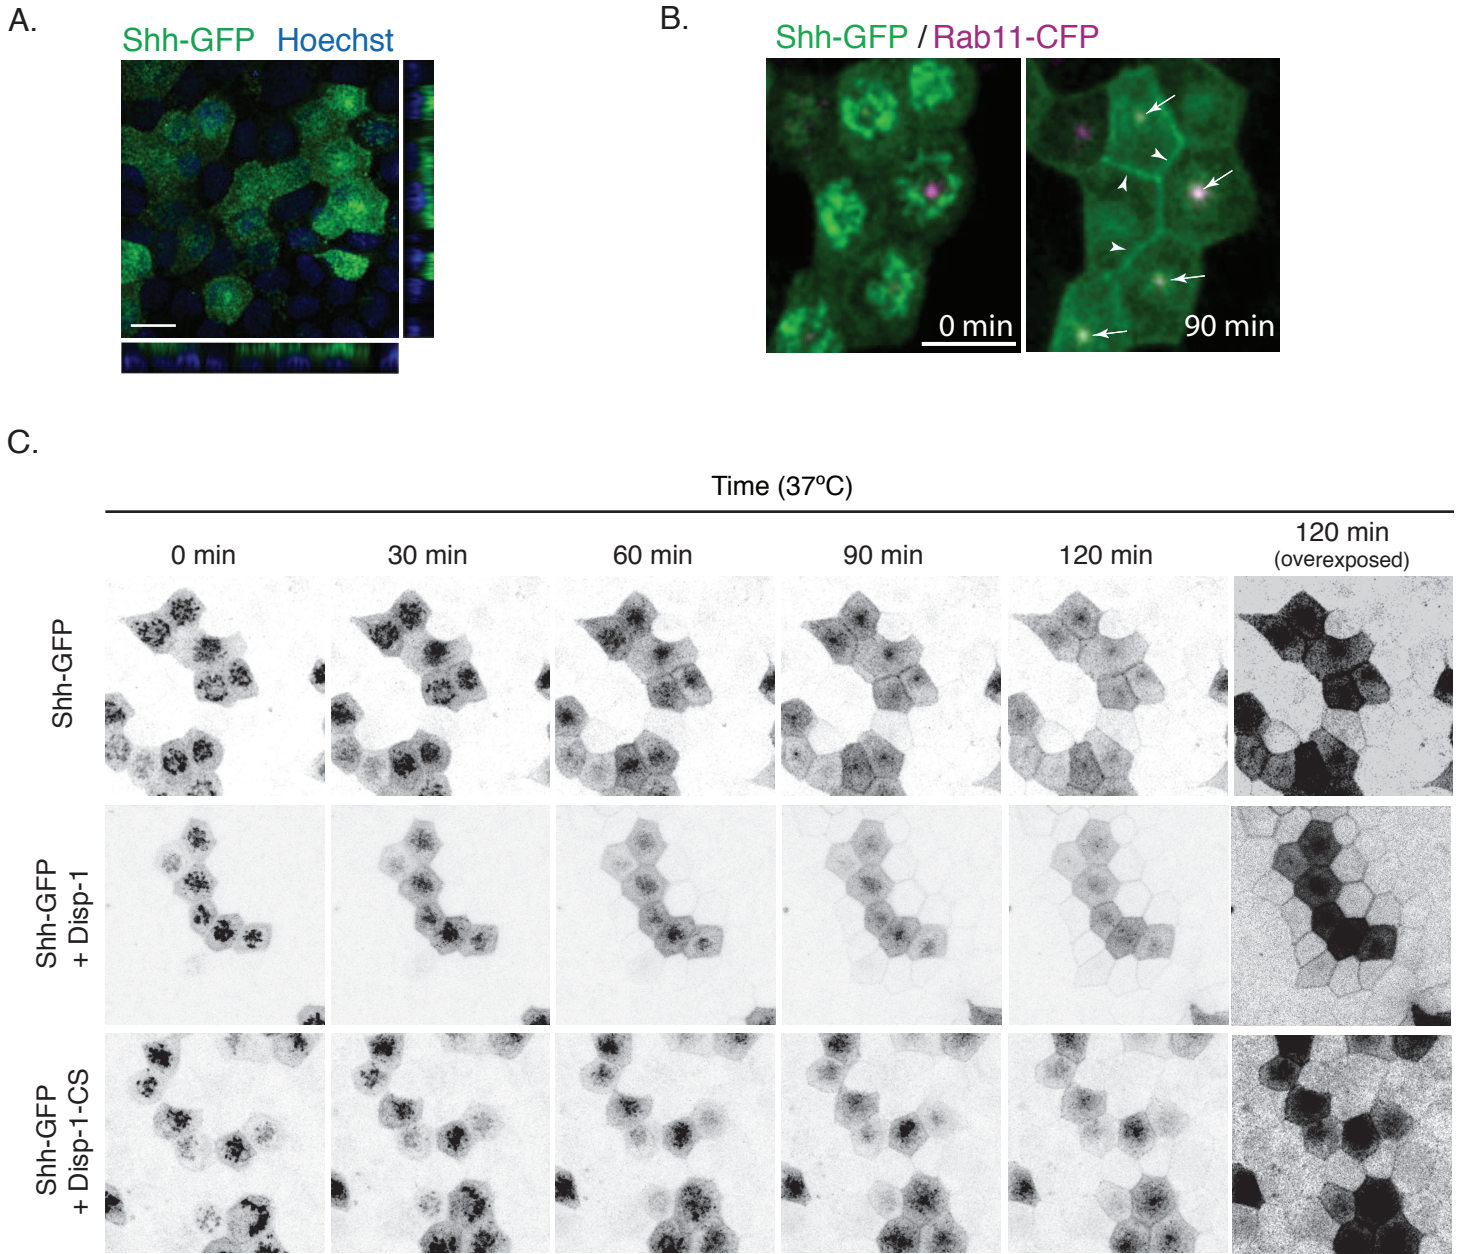 A.
Shh-GFP Hoechst
B.
Shh-GFP / Rab11-CFP
0 min
90 min
C.
Time (37ºC)
0 min
30 min
60 min
90 min
120 min
120 min
(overexposed)
Shh-GFP
Shh-GFP
+ Disp-1
Shh-GFP
+ Disp-1-CS